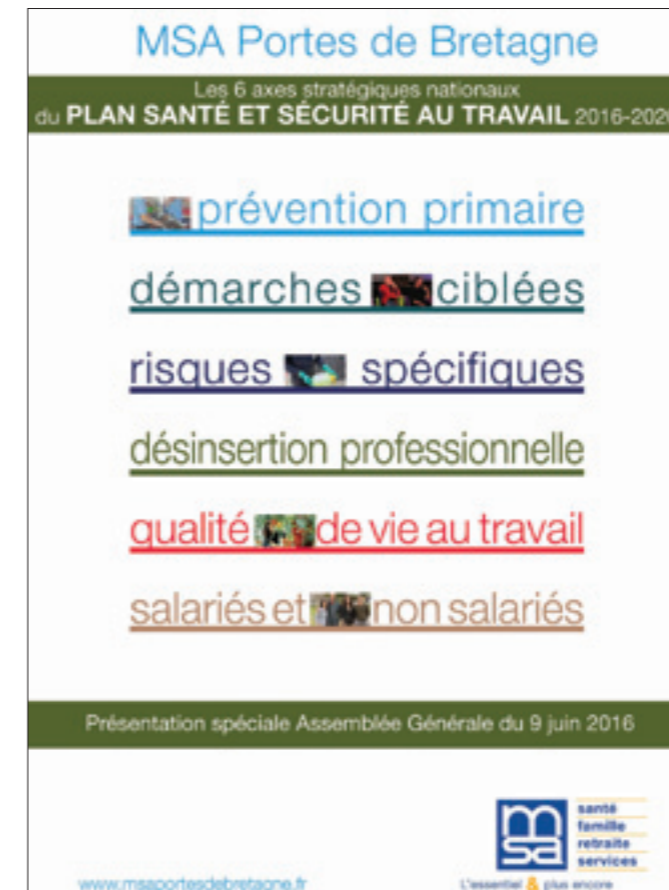 MSA Portes de Bretagne
Les 6 axes stratégiques nationaux
du PLAN SANTÉ ET SÉCURITÉ AU TRAVAIL 2016-2020
prévention primaire
démarches ciblées
risques spécifiques
désinsertion professionnelle
qualité de vie au travail
salariés et non salariés
Présentation spéciale Assemblée Générale du 9 juin 2016
msa
santé
famille
retraite
services
L'essentiel & plus encore
www.msaportesdebretagne.fr